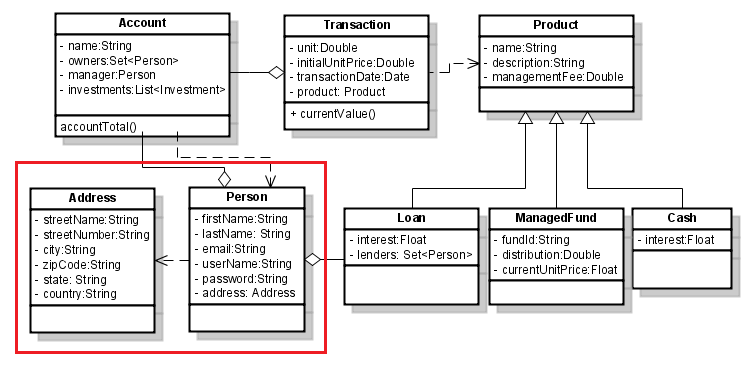 Account
- name:String
- owners:Set<Person>
- manager:Person
- investments:List<Investment>
accountTotal()
Transaction
- unit:Double
- initialUnitPrice:Double
- transactionDate:Date
- product: Product
+ currentValue()
Product
- name:String
- description:String
- managementFee:Double
Address
- streetName:String
- streetNumber:String
- city:String
- zipCode:String
- state: String
- country:String
Person
- firstName:String
- lastName: String
- email:String
- userName:String
- password:String
- address: Address
Loan
- interest:Float
- lenders: Set<Person>
ManagedFund
- fundId:String
- distribution:Double
- currentUnitPrice:Float
Cash
- interest:Float